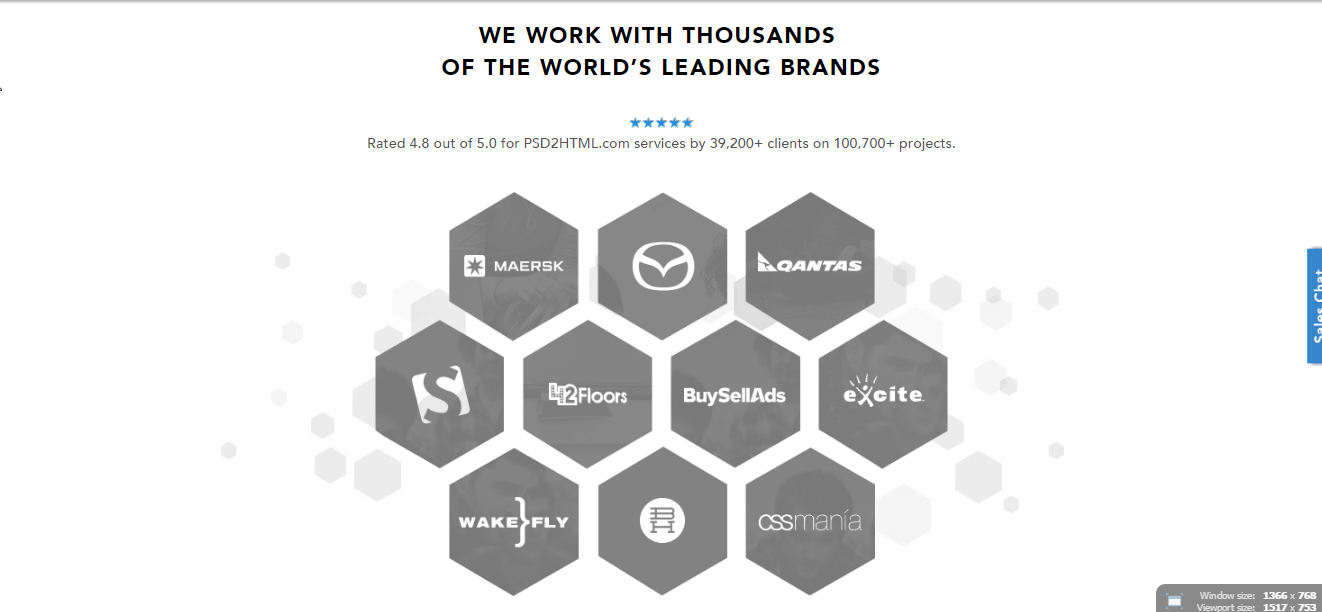 WE WORK WITH THOUSANDS
OF THE WORLD’S LEADING BRANDS
Rated 4.8 out of 5.0 for PSD2HTML.com services by 39,200+ clients on 100,700+ projects.
MAERSK
QANTAS
S
42Floors
BuySellAds
excite
WAKE}FLY
BH
cssmanía
Sales Chat
Window size: 1366 x 768
Viewport size: 1517 x 753